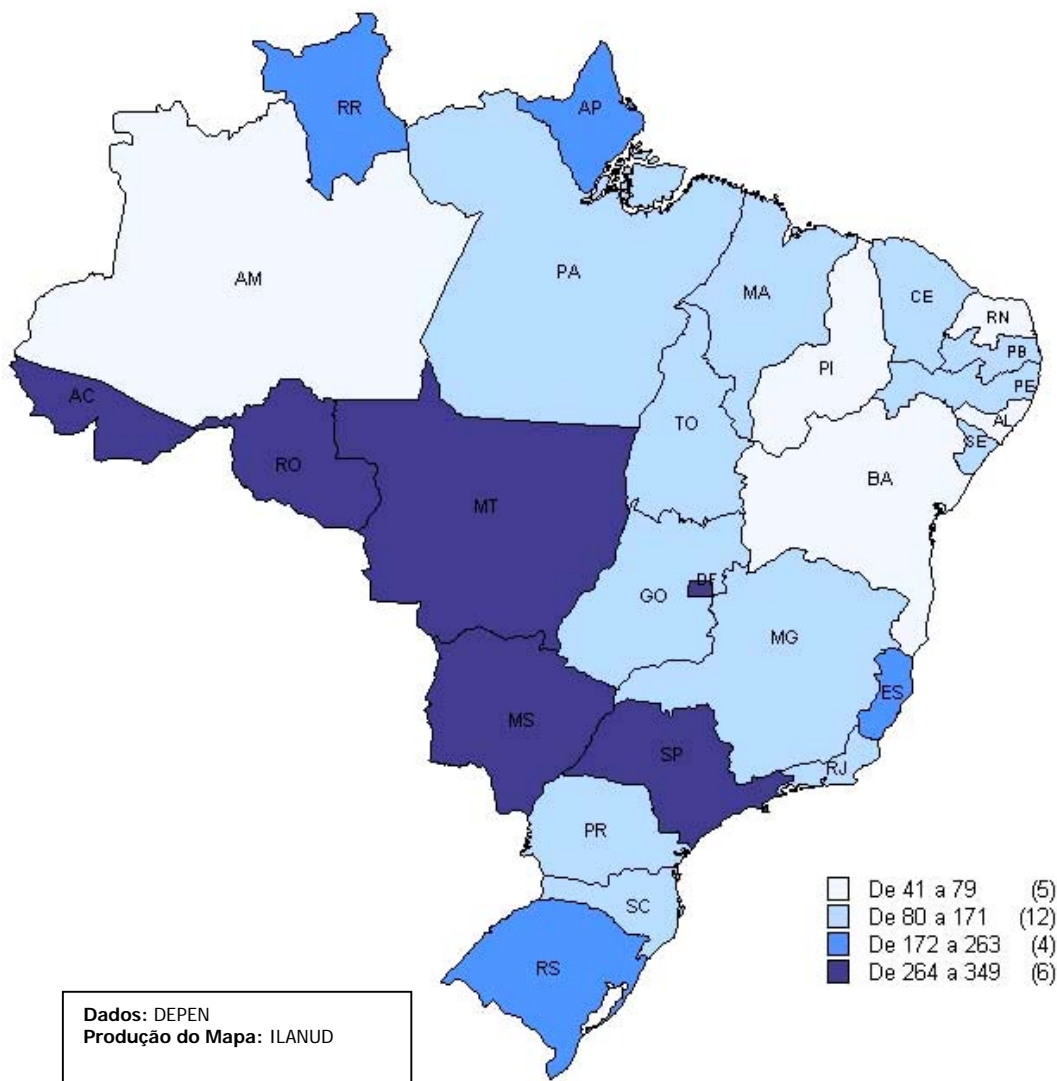 RR
AP
AM
PA
MA
CE
RN
PB
PE
AL
SE
PI
AC
TO
RO
BA
MT
DF
GO
MG
ES
MS
SP
RJ
PR
SC
RS
De 41 a 79 (5)
De 80 a 171 (12)
De 172 a 263 (4)
De 264 a 349 (6)
Dados: DEPEN
Produção do Mapa: ILANUD